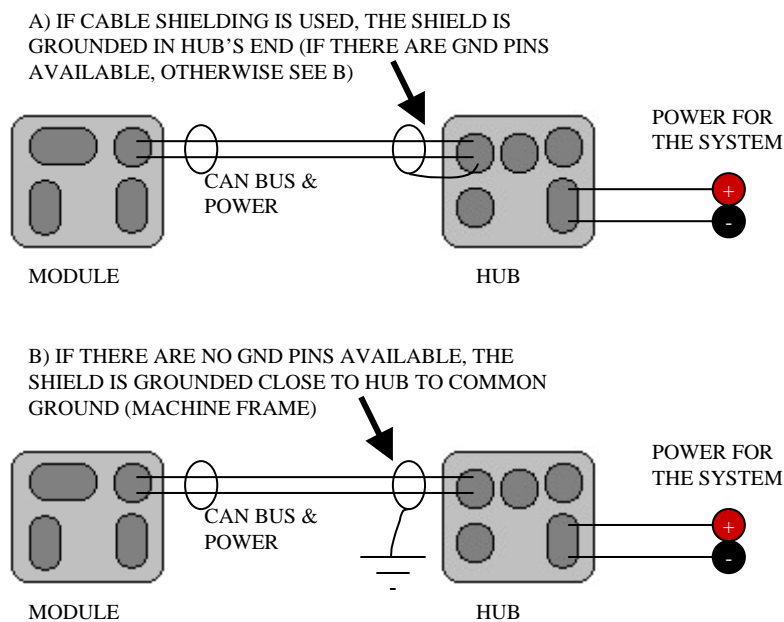 A) IF CABLE SHIELDING IS USED, THE SHIELD IS
GROUNDED IN HUB'S END (IF THERE ARE GND PINS
AVAILABLE, OTHERWISE SEE B)
POWER FOR
THE SYSTEM
CAN BUS &
POWER
+
-
MODULE
HUB
B) IF THERE ARE NO GND PINS AVAILABLE, THE
SHIELD IS GROUNDED CLOSE TO HUB TO COMMON
GROUND (MACHINE FRAME)
POWER FOR
THE SYSTEM
CAN BUS &
POWER
+
-
MODULE
HUB